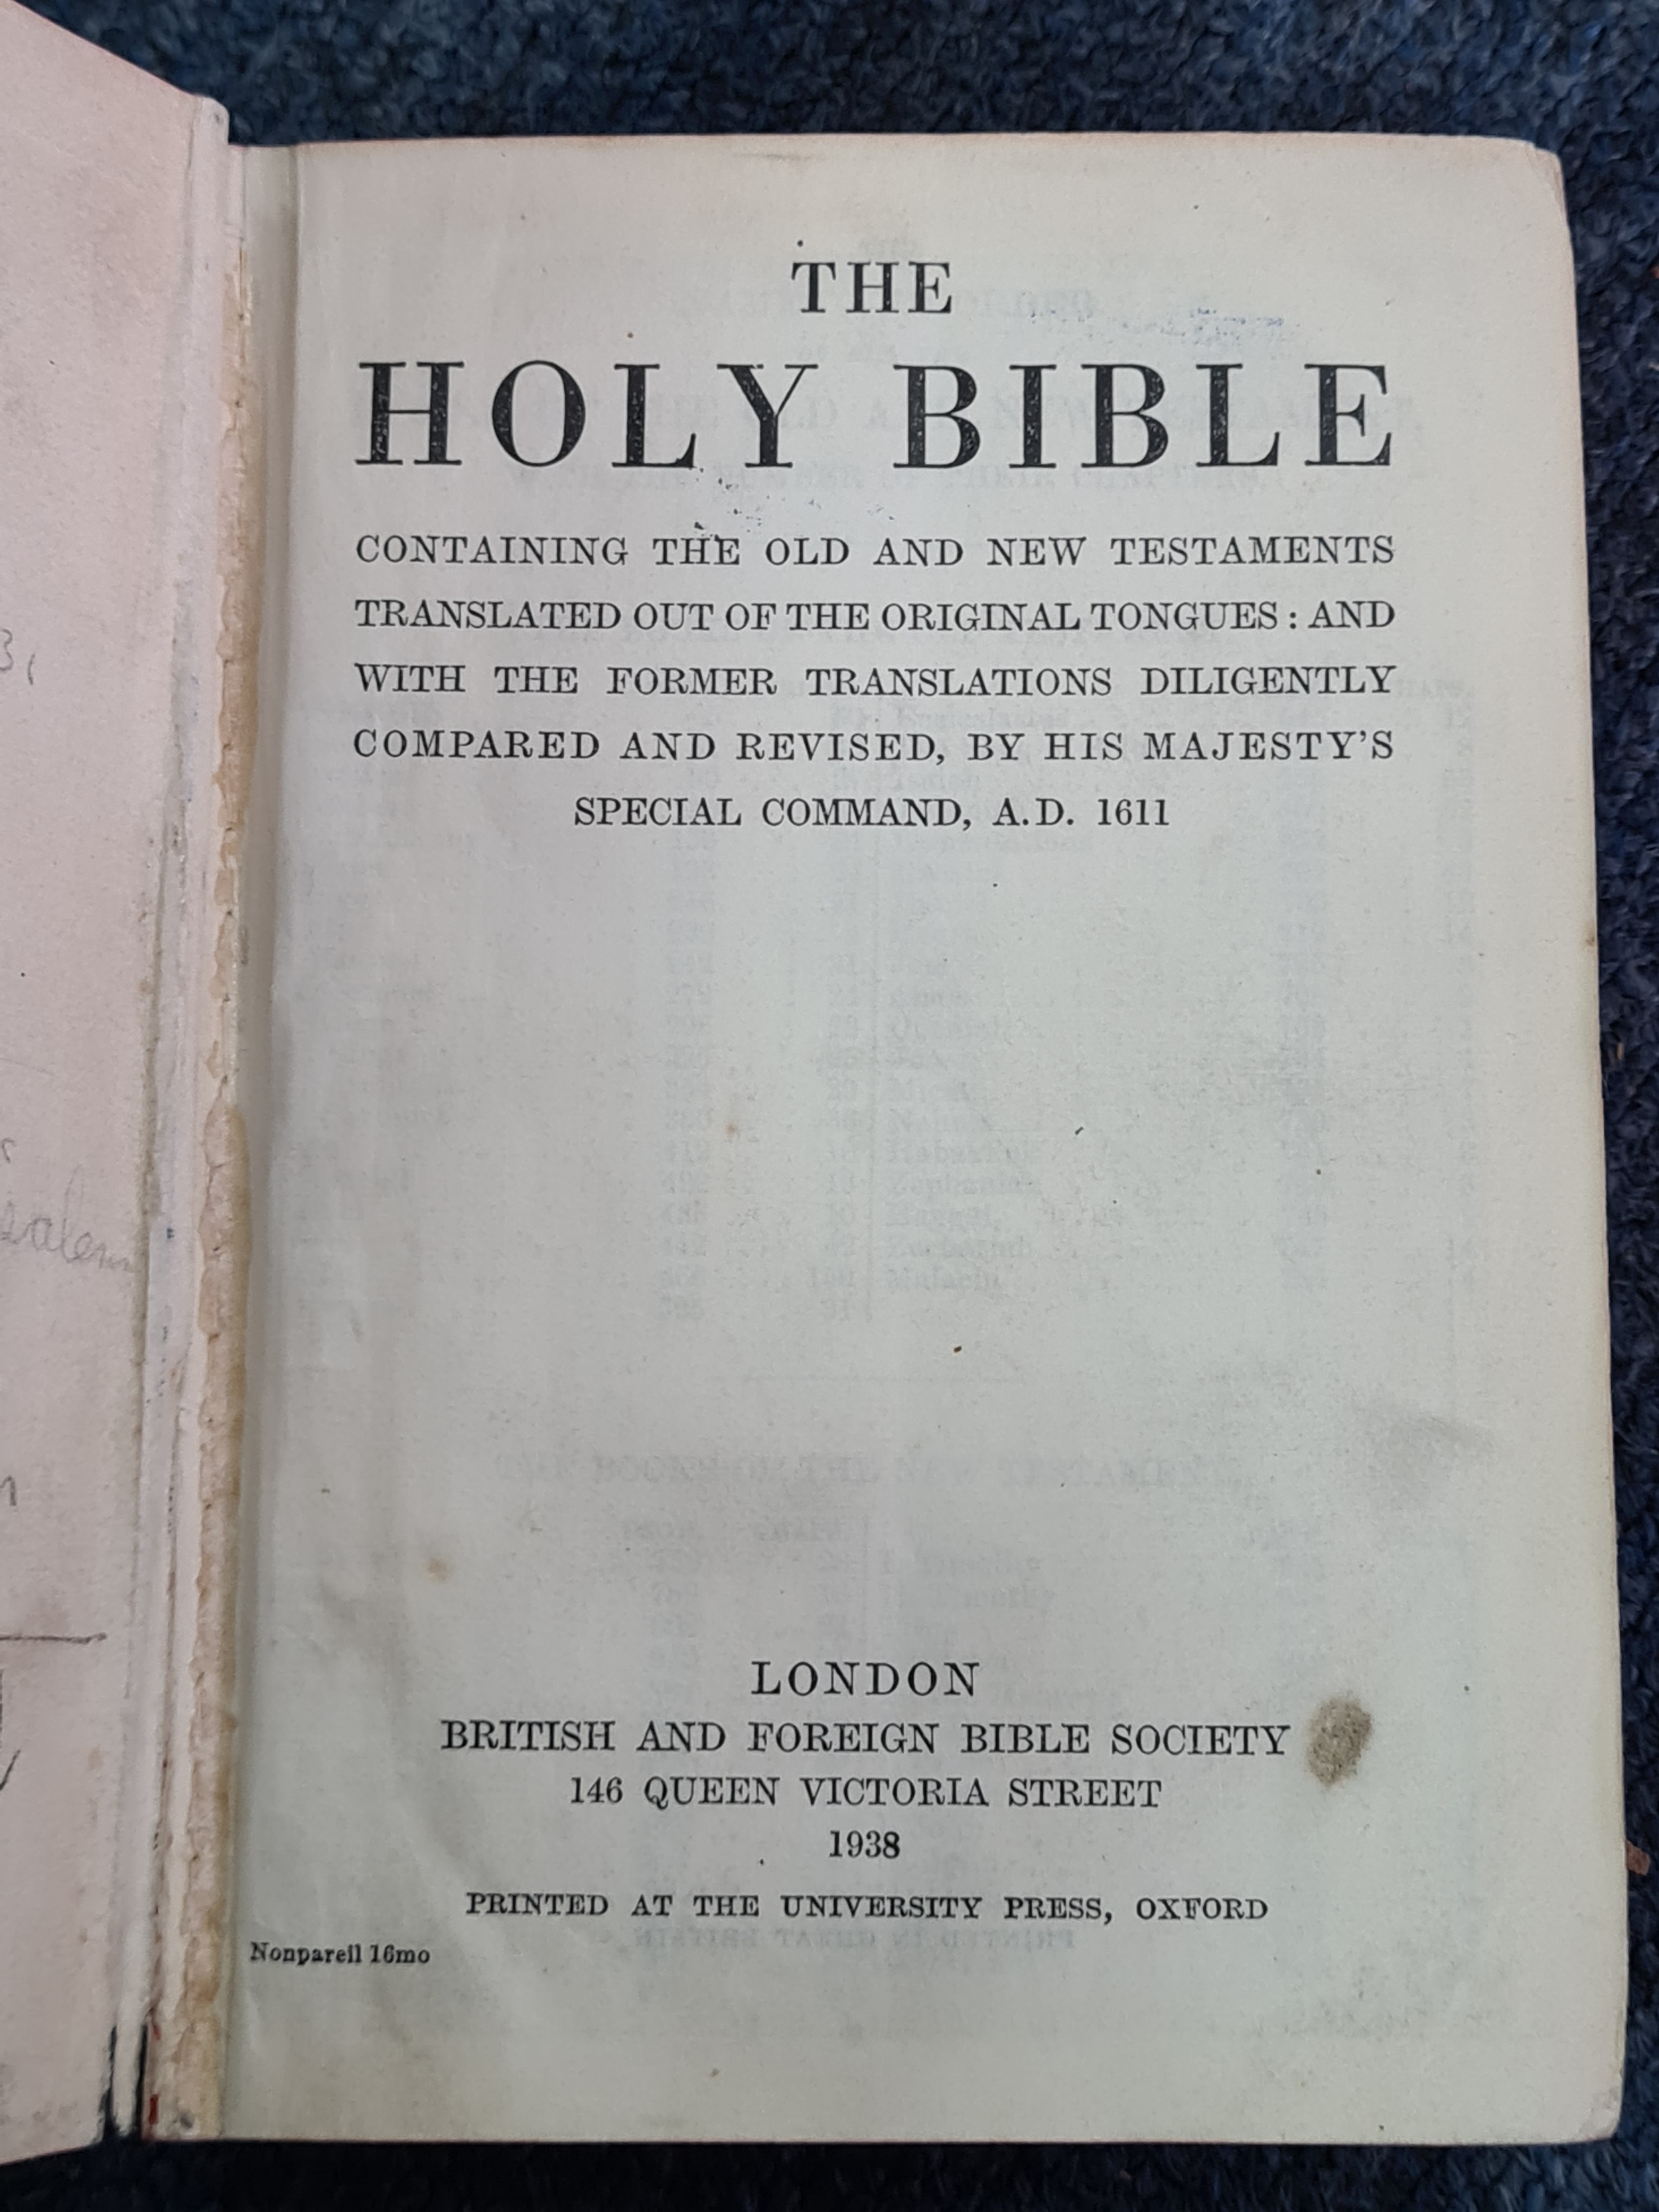 THE
HOLY BIBLE
CONTAINING THE OLD AND NEW TESTAMENTS
TRANSLATED OUT OF THE ORIGINAL TONGUES : AND
WITH THE FORMER TRANSLATIONS DILIGENTLY
COMPARED AND REVISED, BY HIS MAJESTY'S
SPECIAL COMMAND, A.D. 1611
LONDON
BRITISH AND FOREIGN BIBLE SOCIETY
146 QUEEN VICTORIA STREET
1938
PRINTED AT THE UNIVERSITY PRESS, OXFORD
Nonpareil 16mo